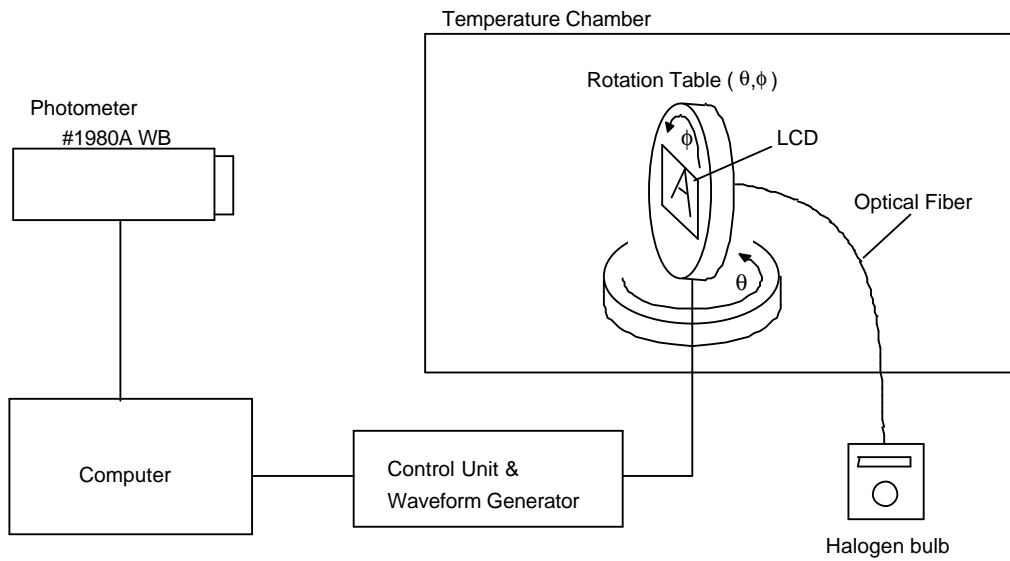 Temperature Chamber
Rotation Table ( θ,φ )
Photometer
#1980A WB
φ
LCD
A
Optical Fiber
θ
Computer
Control Unit &
Waveform Generator
Halogen bulb